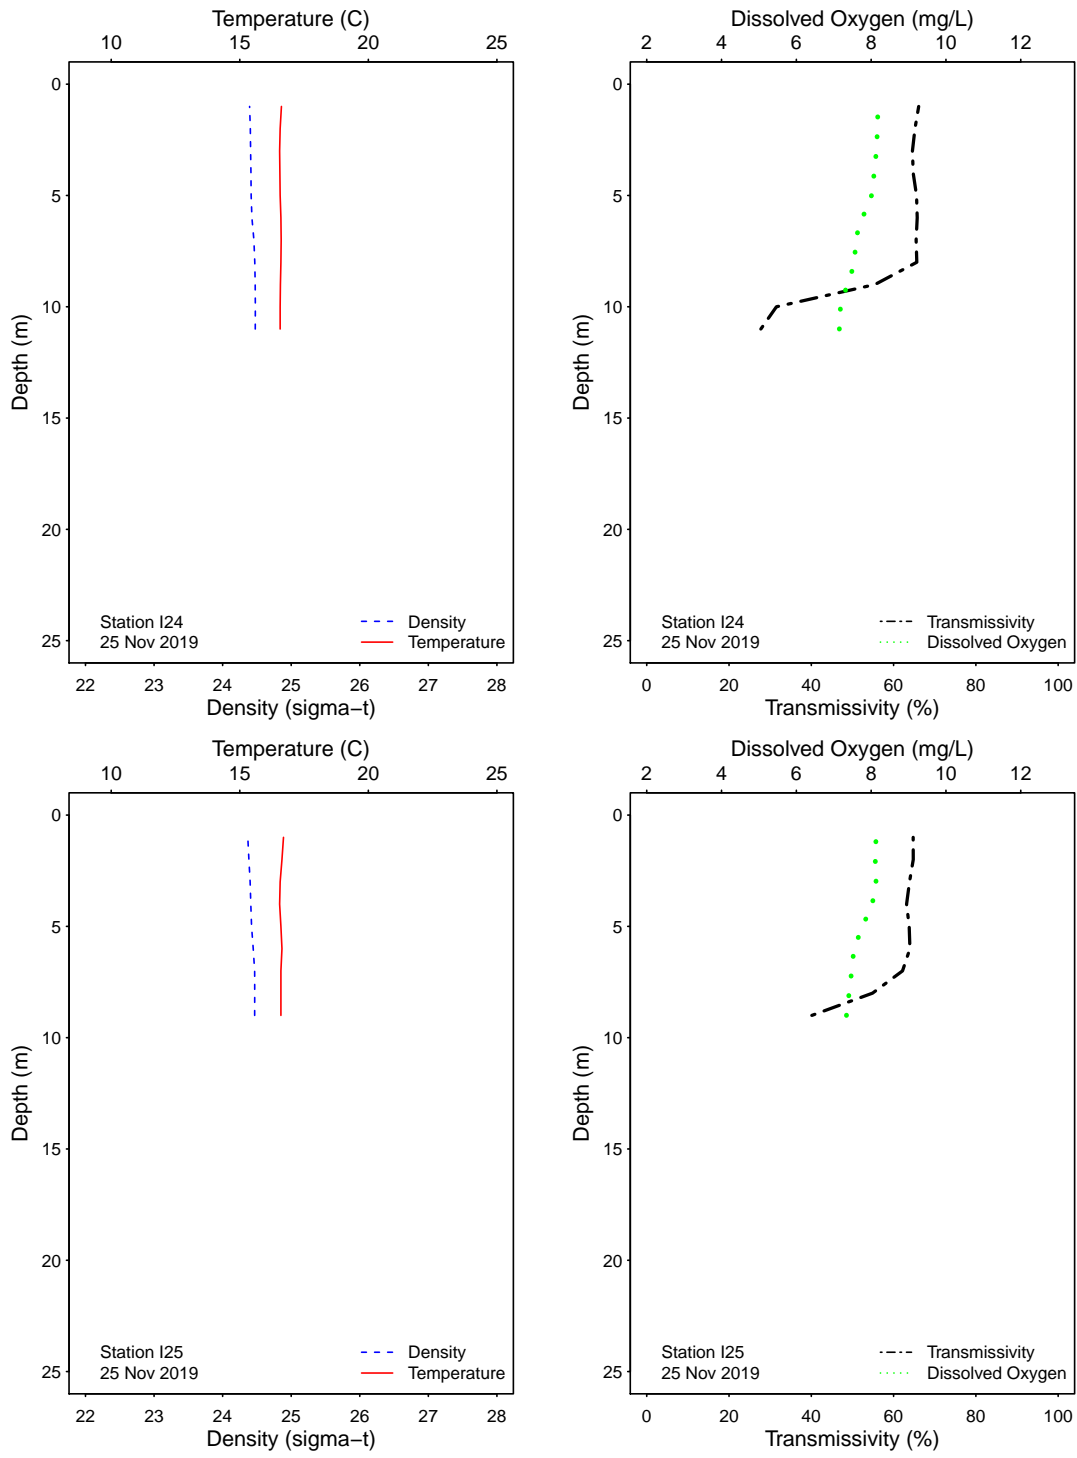 Temperature (C)
10 15 20 25
0
5
10
15
20
25
Depth (m)
Station I24
25 Nov 2019
Density
Temperature
22 23 24 25 26 27 28
Density (sigma−t)
Dissolved Oxygen (mg/L)
2 4 6 8 10 12
0
5
10
15
20
25
Depth (m)
Station I24
25 Nov 2019
Transmissivity
Dissolved Oxygen
0 20 40 60 80 100
Transmissivity (%)
Temperature (C)
10 15 20 25
0
5
10
15
20
25
Depth (m)
Station I25
25 Nov 2019
Density
Temperature
22 23 24 25 26 27 28
Density (sigma−t)
Dissolved Oxygen (mg/L)
2 4 6 8 10 12
0
5
10
15
20
25
Depth (m)
Station I25
25 Nov 2019
Transmissivity
Dissolved Oxygen
0 20 40 60 80 100
Transmissivity (%)